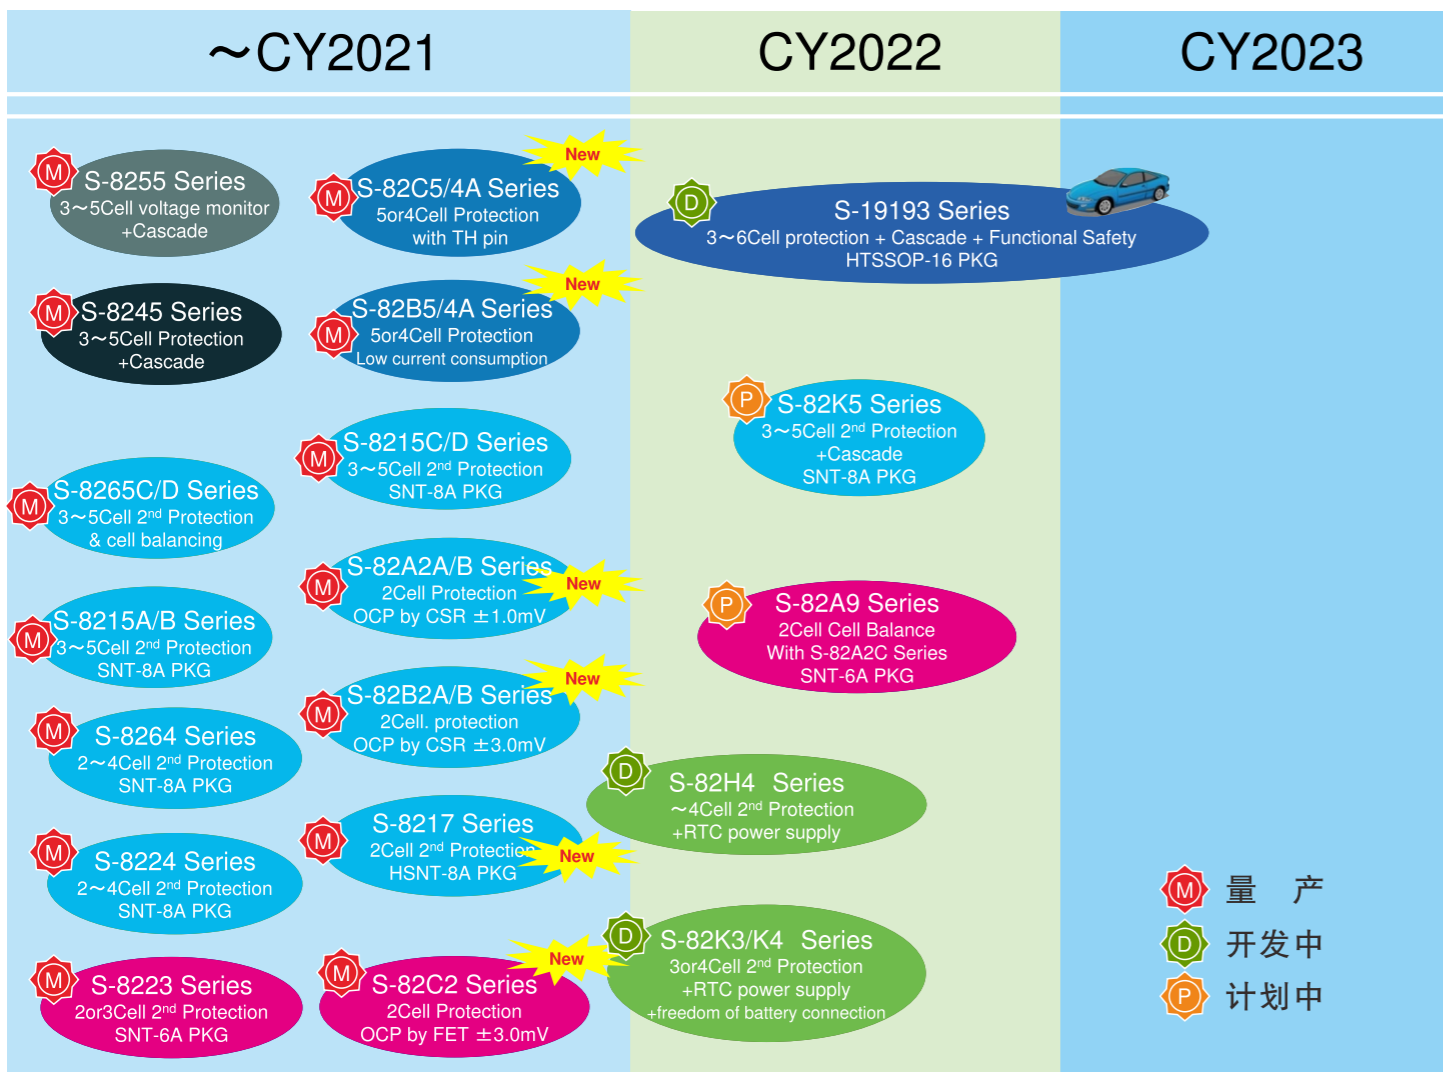 ～CY2021
CY2022
CY2023
M
S-8255 Series
3～5Cell voltage monitor
+Cascade
M
S-8245 Series
3～5Cell Protection
+Cascade
M
S-8265C/D Series
3～5Cell 2nd Protection
& cell balancing
M
S-8215A/B Series
3～5Cell 2nd Protection
SNT-8A PKG
M
S-8264 Series
2～4Cell 2nd Protection
SNT-8A PKG
M
S-8224 Series
2～4Cell 2nd Protection
SNT-8A PKG
M
S-8223 Series
2or3Cell 2nd Protection
SNT-6A PKG
New
M
S-82C5/4A Series
5or4Cell Protection
with TH pin
New
M
S-82B5/4A Series
5or4Cell Protection
Low current consumption
M
S-8215C/D Series
3～5Cell 2nd Protection
SNT-8A PKG
M
S-82A2A/B Series
New
2Cell Protection
OCP by CSR ±1.0mV
New
M
S-82B2A/B Series
2Cell. protection
OCP by CSR ±3.0mV
M
S-8217 Series
2Cell 2nd Protection
New
HSNT-8A PKG
New
M
S-82C2 Series
2Cell Protection
OCP by FET ±3.0mV
D
S-19193 Series
3～6Cell protection + Cascade + Functional Safety
HTSSOP-16 PKG
P
S-82K5 Series
3～5Cell 2nd Protection
+Cascade
SNT-8A PKG
P
S-82A9 Series
2Cell Cell Balance
With S-82A2C Series
SNT-6A PKG
D
S-82H4 Series
～4Cell 2nd Protection
+RTC power supply
D
S-82K3/K4 Series
3or4Cell 2nd Protection
+RTC power supply
+freedom of battery connection
M 量 产
D 开发中
P 计划中